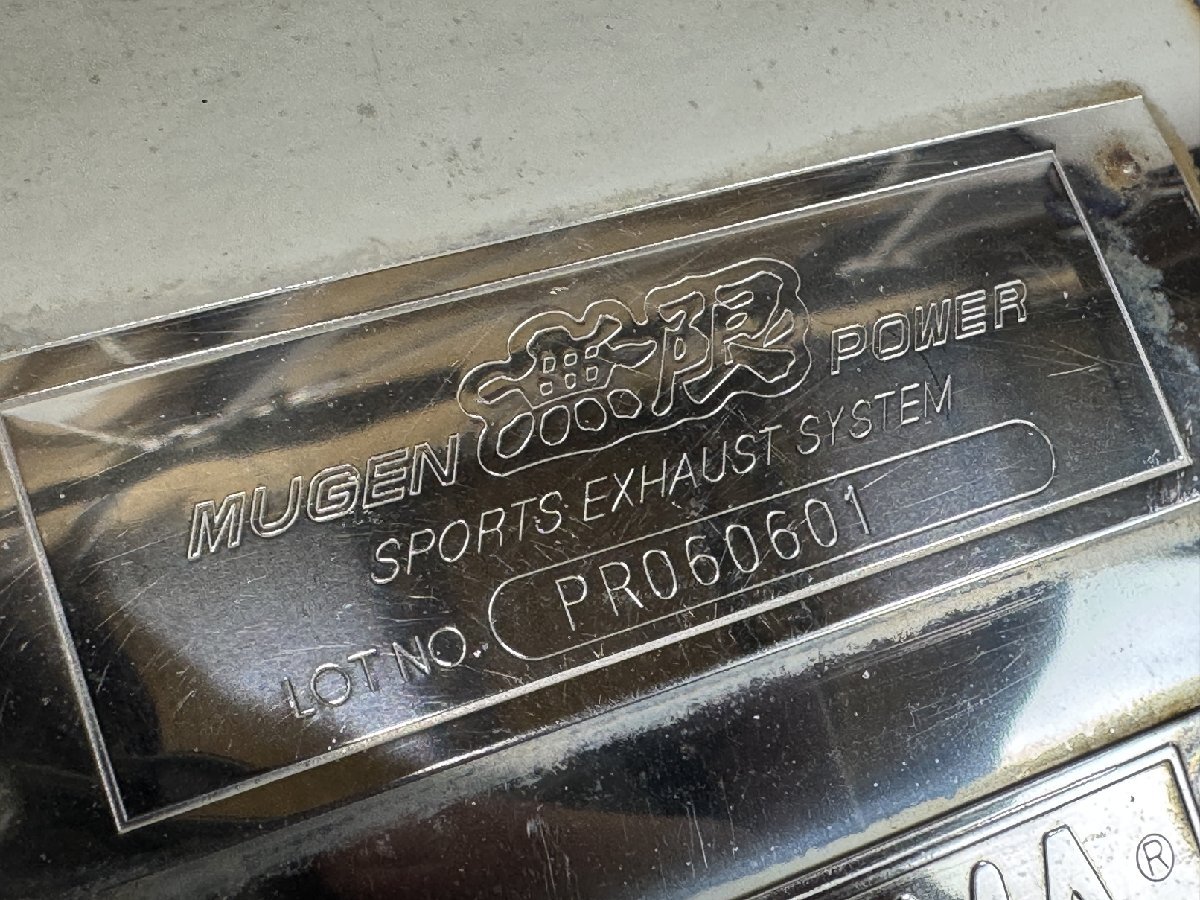 MUGEN 無限 POWER
SPORTS EXHAUST SYSTEM
LOT NO. PR060601
®